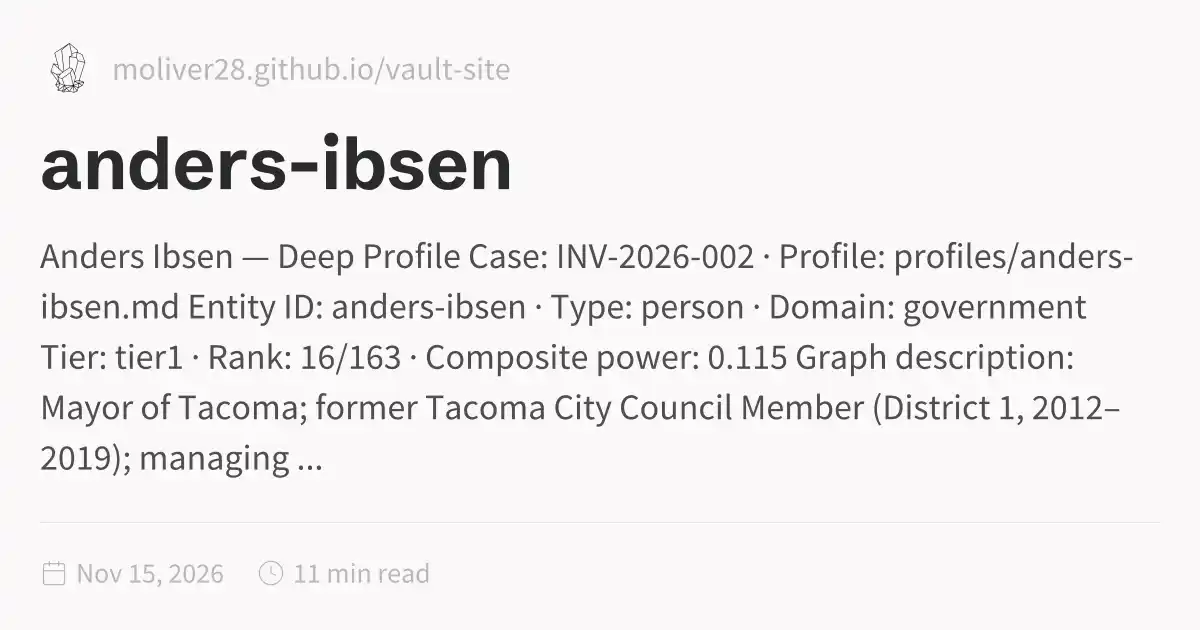 moliver28.github.io/vault-site
anders-ibsen
Anders Ibsen — Deep Profile Case: INV-2026-002 · Profile: profiles/anders-
ibsen.md Entity ID: anders-ibsen · Type: person · Domain: government
Tier: tier1 · Rank: 16/163 · Composite power: 0.115 Graph description:
Mayor of Tacoma; former Tacoma City Council Member (District 1, 2012–
2019); managing ...
Nov 15, 2026 11 min read